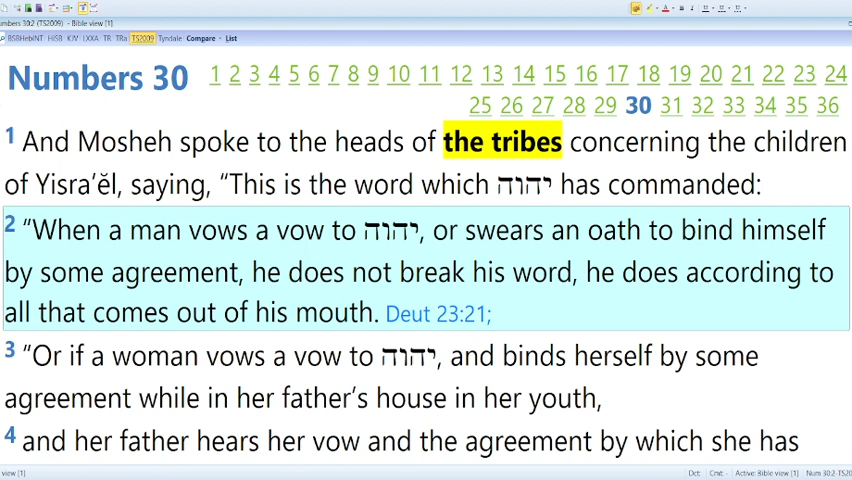 umbers 30:2 (TS2009) - Bible view [1]
BSBHebINT HiSB KJV LXXA TR TRa TS2009 Tyndale Compare - List
Numbers 30 1 2 3 4 5 6 7 8 9 10 11 12 13 14 15 16 17 18 19 20 21 22 23 24
25 26 27 28 29 30 31 32 33 34 35 36
1 And Mosheh spoke to the heads of the tribes concerning the children
of Yisra’ĕl, saying, “This is the word which יהוה has commanded:
2 “When a man vows a vow to יהוה, or swears an oath to bind himself
by some agreement, he does not break his word, he does according to
all that comes out of his mouth. Deut 23:21;
3 “Or if a woman vows a vow to יהוה, and binds herself by some
agreement while in her father’s house in her youth,
4 and her father hears her vow and the agreement by which she has
view [1] Dct: Cmt: - Active: Bible view [1] Num 30:2-TS20